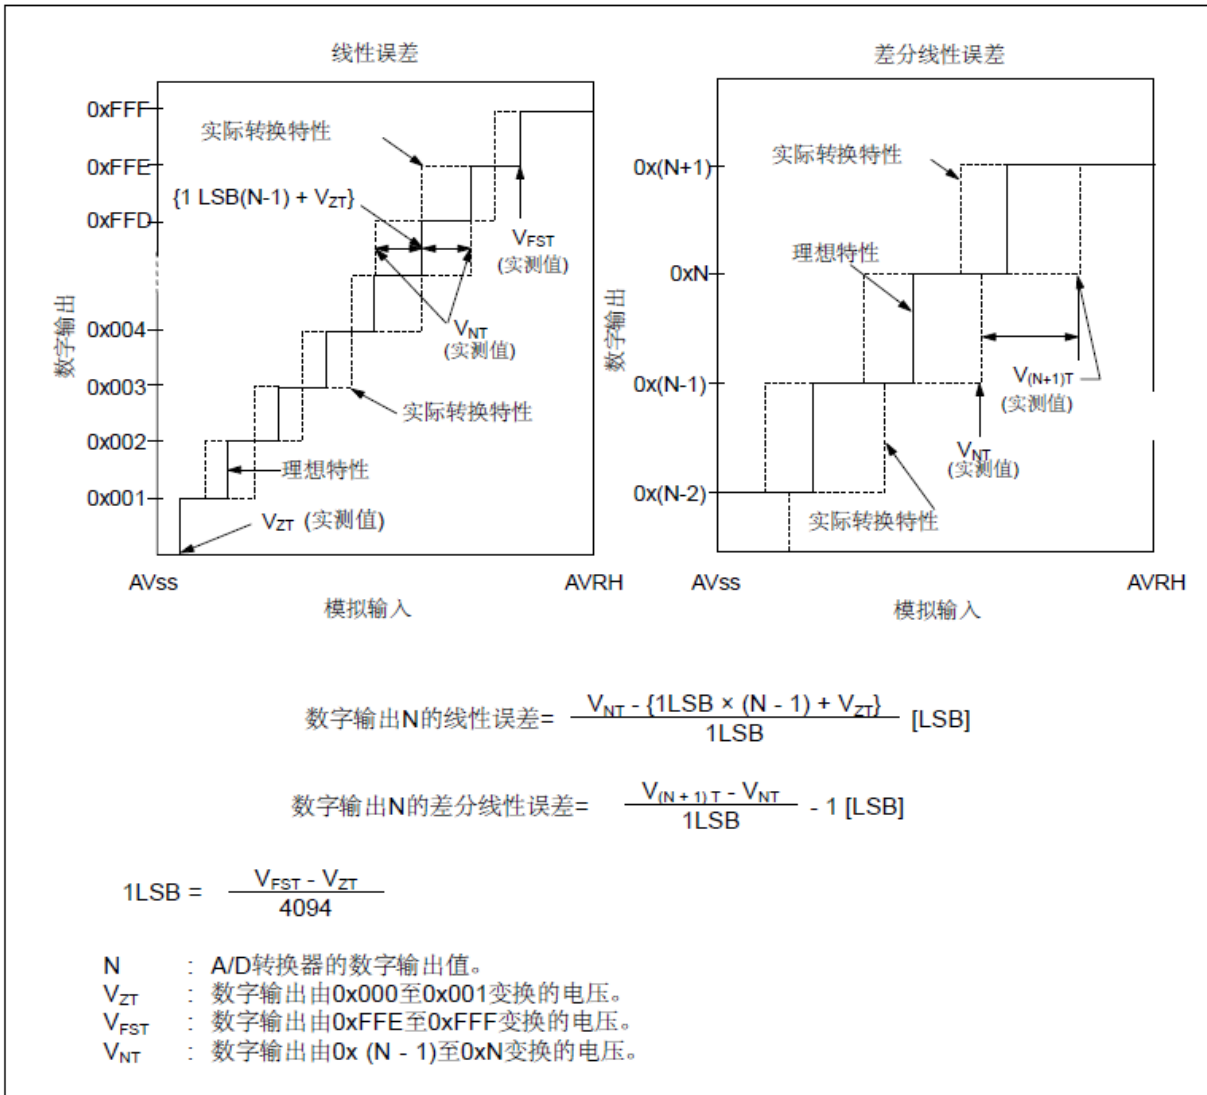 线性误差
0xFFF
0xFFE
0xFFD
0x004
0x003
0x002
0x001
数字输出
实际转换特性
{1 LSB(N-1) + VZT}
VFST
(实测值)
VNT
(实测值)
实际转换特性
理想特性
VZT (实测值)
AVss
AVRH
模拟输入
差分线性误差
0x(N+1)
0xN
0x(N-1)
0x(N-2)
数字输出
实际转换特性
理想特性
V(N+1)T
(实测值)
VNT
(实测值)
实际转换特性
AVss
AVRH
模拟输入
数字输出N的线性误差= VNT - {1LSB × (N - 1) + VZT} / 1LSB [LSB]
数字输出N的差分线性误差= V(N + 1) T - VNT / 1LSB - 1 [LSB]
1LSB = VFST - VZT / 4094
N : A/D转换器的数字输出值。
VZT : 数字输出由0x000至0x001变换的电压。
VFST : 数字输出由0xFFE至0xFFF变换的电压。
VNT : 数字输出由0x (N - 1)至0xN变换的电压。